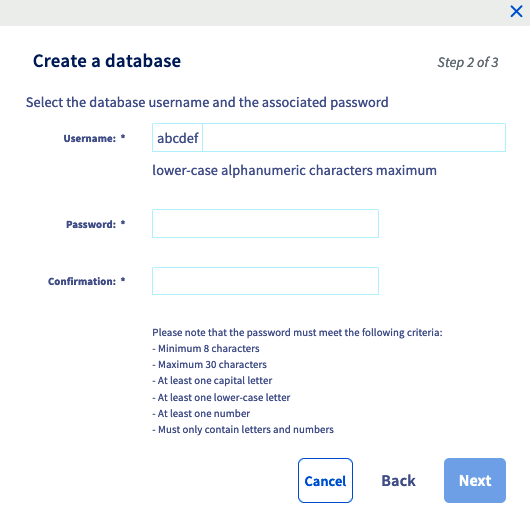 Create a database
Step 2 of 3
Select the database username and the associated password
Username: *
abcdef
lower-case alphanumeric characters maximum
Password: *
Confirmation: *
Please note that the password must meet the following criteria:
- Minimum 8 characters
- Maximum 30 characters
- At least one capital letter
- At least one lower-case letter
- At least one number
- Must only contain letters and numbers
Cancel Back Next